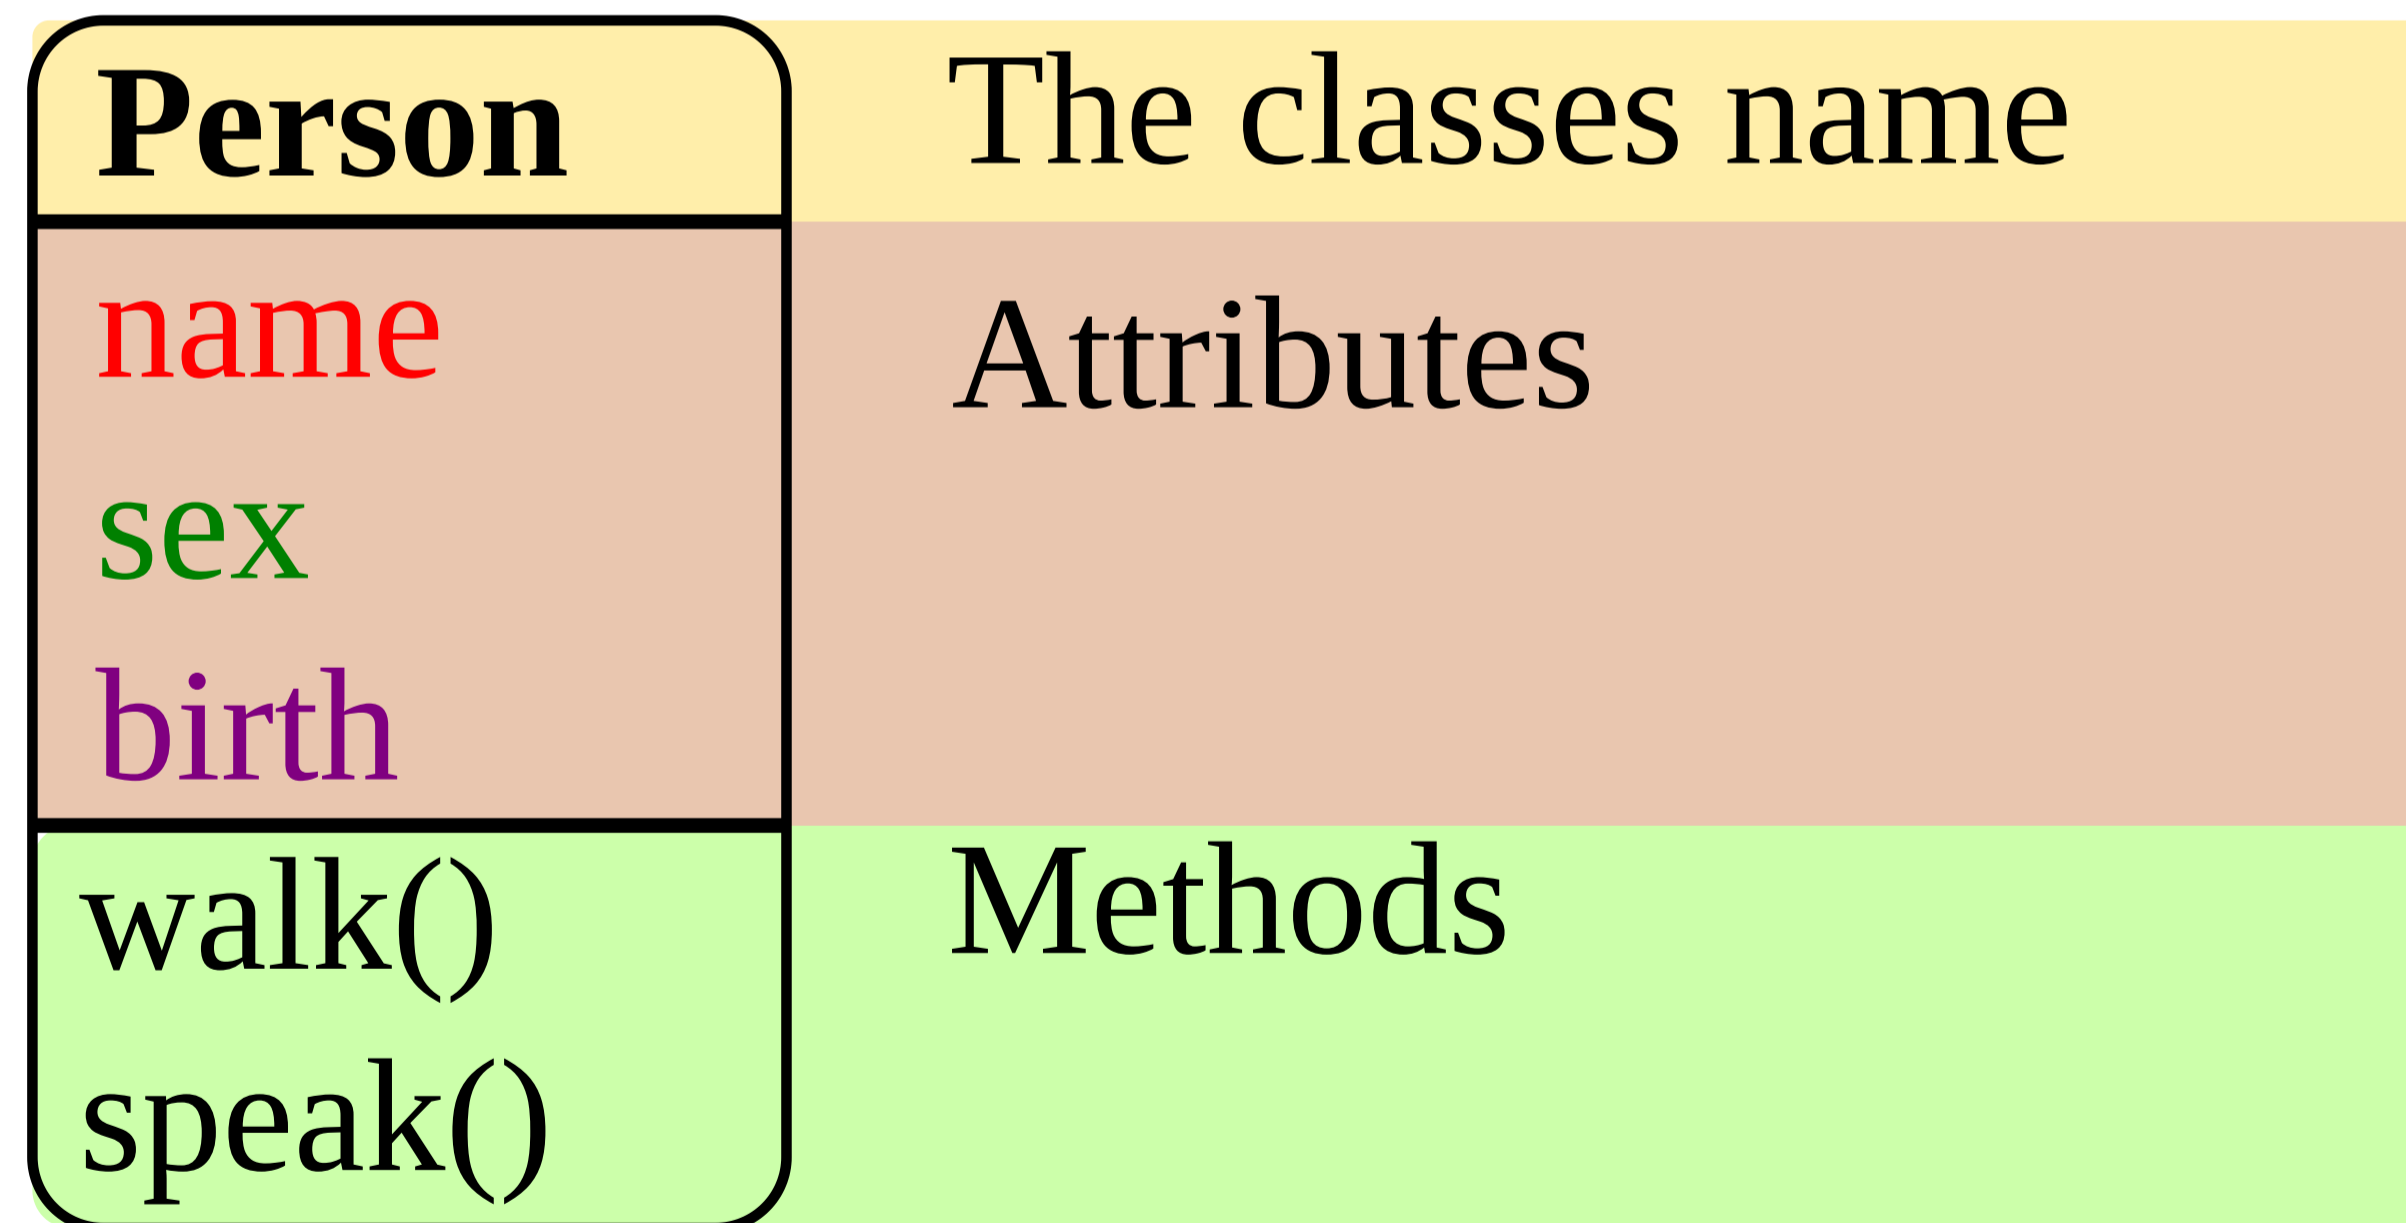 Person
The classes name
name
Attributes
sex
birth
walk()
Methods
speak()